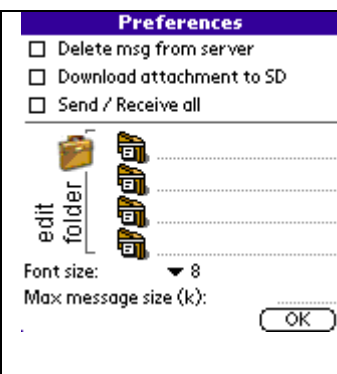 Preferences
Delete msg from server
Download attachment to SD
Send / Receive all
edit
folder
Font size: 8
Max message size (k):
OK